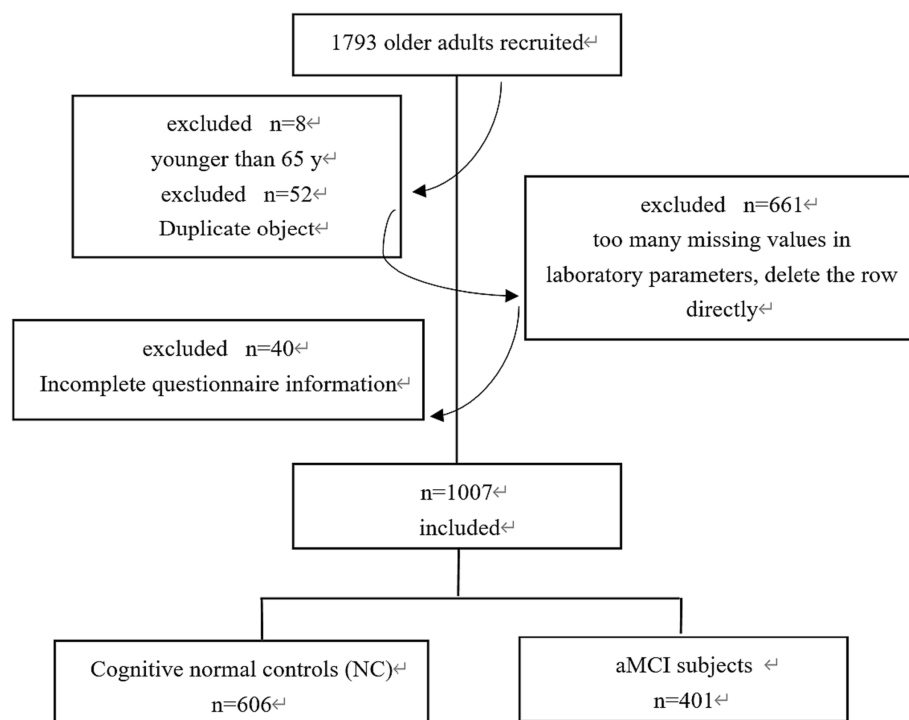 1793 older adults recruited↵
excluded n=8↵
younger than 65 y↵
excluded n=52↵
Duplicate object↵
excluded n=661↵
too many missing values in
laboratory parameters, delete the row
directly↵
excluded n=40↵
Incomplete questionnaire information↵
n=1007↵
included↵
Cognitive normal controls (NC)↵
n=606↵
aMCI subjects ↵
n=401↵